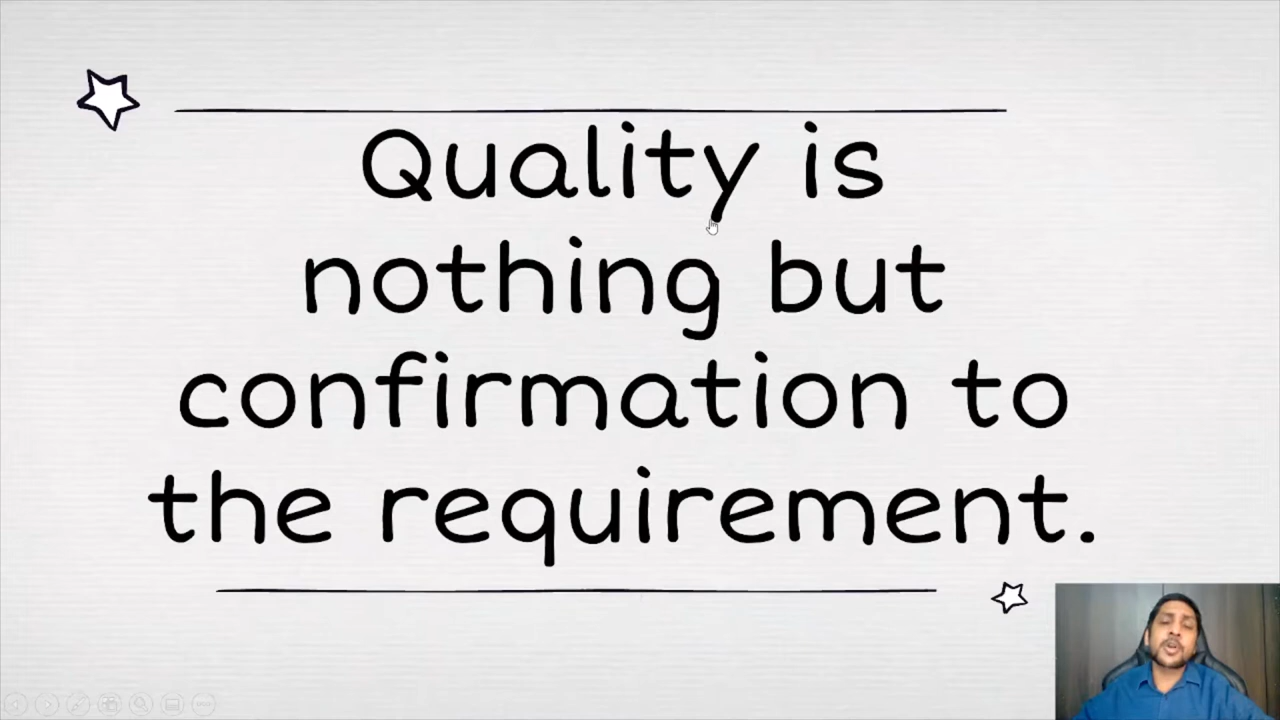 Quality is
nothing but
confirmation to
the requirement.